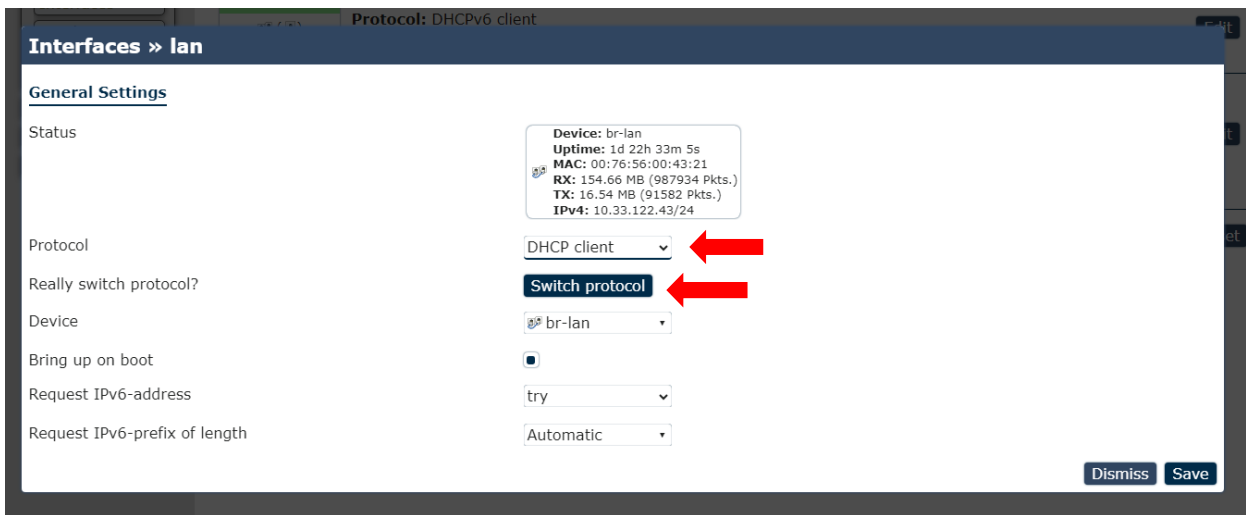 Protocol: DHCPv6 client
Interfaces » lan
General Settings
Status
Device: br-lan
Uptime: 1d 22h 33m 5s
MAC: 00:76:56:00:43:21
RX: 154.66 MB (987934 Pkts.)
TX: 16.54 MB (91582 Pkts.)
IPv4: 10.33.122.43/24
Protocol
DHCP client
Really switch protocol?
Switch protocol
Device
br-lan
Bring up on boot
Request IPv6-address
try
Request IPv6-prefix of length
Automatic
Dismiss
Save